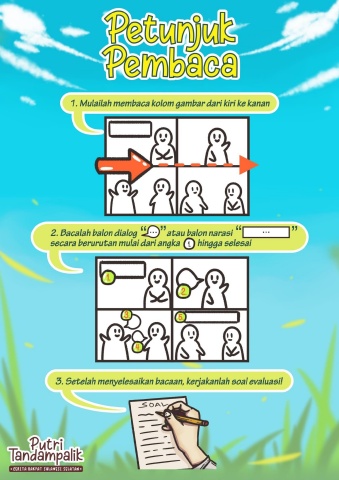 Petunjuk
Pembaca
1. Mulailah membaca kolom gambar dari kiri ke kanan
2. Bacalah balon dialog “...” atau balon narasi “...”
secara berurutan mulai dari angka 1 hingga selesai
1
2
3
4
5
3. Setelah menyelesaikan bacaan, kerjakanlah soal evaluasi!
SOAL
Putri
Tandampalik
CERITA RAKYAT SULAWESI SELATAN